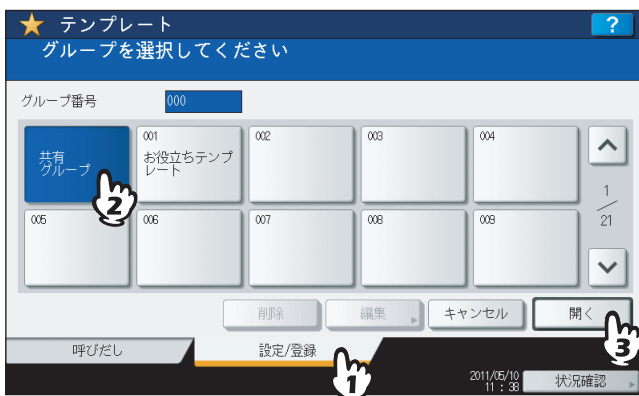 テンプレート
?
グループを選択してください
グループ番号
000
共有
グループ
001
お役立ちテンプ
レート
002
003
004
1
21
005
006
007
008
009
2
削除
編集
キャンセル
開く
3
呼びだし
設定/登録
1
2011/05/10
11 : 38
状況確認